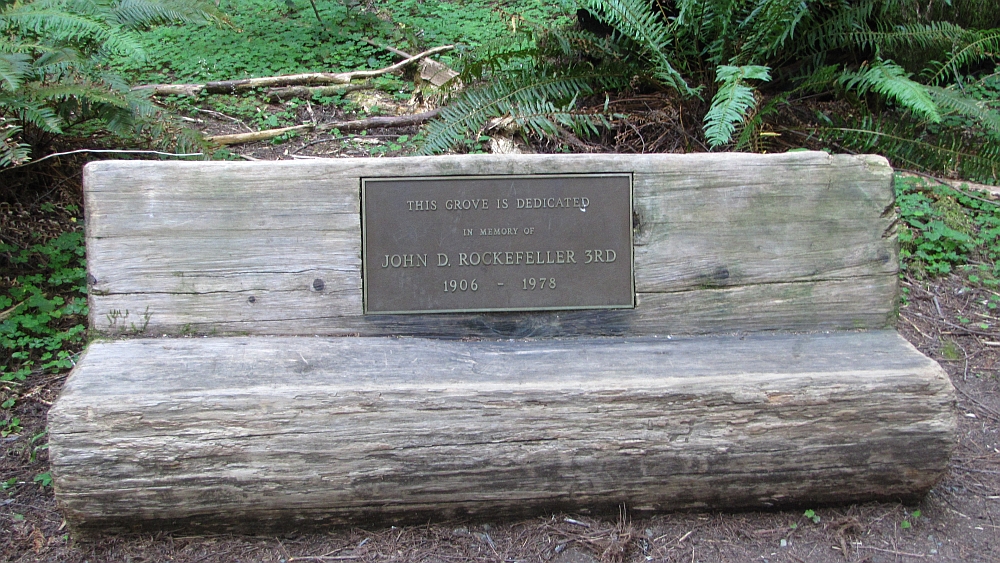 THIS GROVE IS DEDICATED
IN MEMORY OF
JOHN D. ROCKEFELLER 3RD
1906 - 1978